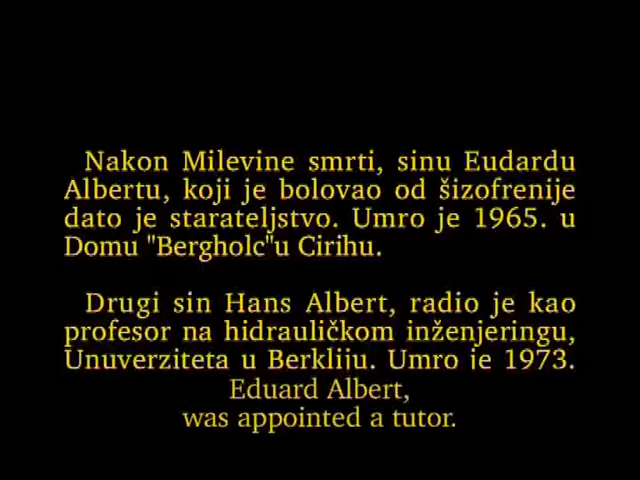 Nakon Milevine smrti, sinu Eudardu
Albertu, koji je bolovao od šizofrenije
dato je starateljstvo. Umro je 1965. u
Domu "Bergholc"u Cirihu.
Drugi sin Hans Albert, radio je kao
profesor na hidrauličkom inženjeringu,
Unuverziteta u Berkliju. Umro je 1973.
Eduard Albert,
was appointed a tutor.